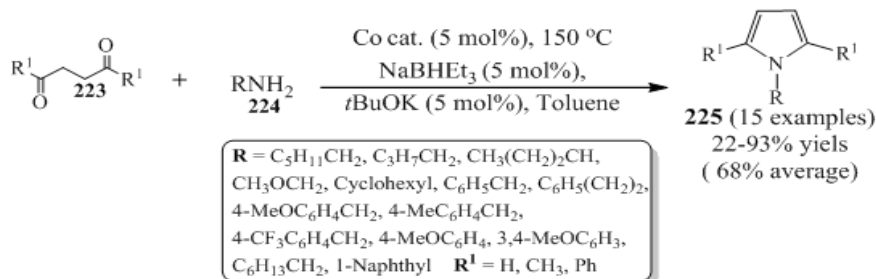 R¹ O O R¹
223
+
RNH₂
224
Co cat. (5 mol%), 150 ºC
NaBHEt₃ (5 mol%),
tBuOK (5 mol%), Toluene
R¹ N R¹
R
225 (15 examples)
22-93% yiels
( 68% average)
R = C₅H₁₁CH₂, C₃H₇CH₂, CH₃(CH₂)₂CH,
CH₃OCH₂, Cyclohexyl, C₆H₅CH₂, C₆H₅(CH₂)₂,
4-MeOC₆H₄CH₂, 4-MeC₆H₄CH₂,
4-CF₃C₆H₄CH₂, 4-MeOC₆H₄, 3,4-MeOC₆H₃,
C₆H₁₃CH₂, 1-Naphthyl R¹ = H, CH₃, Ph